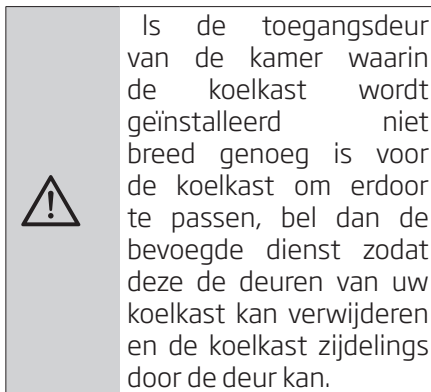 Is de toegangsdeur
van de kamer waarin
de koelkast wordt
geïnstalleerd niet
breed genoeg is voor
de koelkast om erdoor
te passen, bel dan de
bevoegde dienst zodat
deze de deuren van uw
koelkast kan verwijderen
en de koelkast zijdelings
door de deur kan.